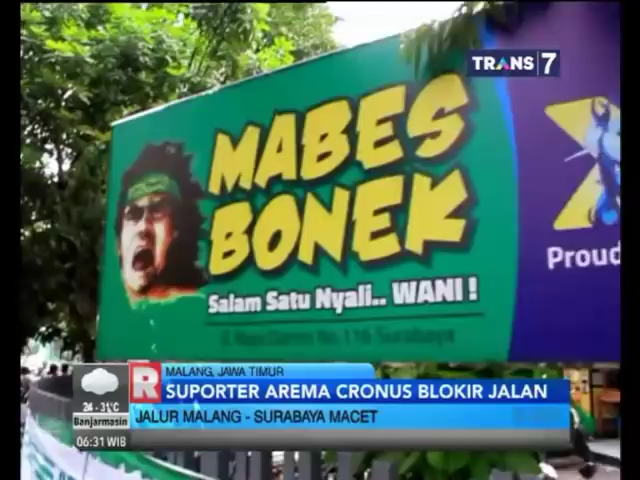 TRANS 7
MABES
BONEK
Salam Satu Nyali.. WANI !
Proud
MALANG, JAWA TIMUR
R
SUPORTER AREMA CRONUS BLOKIR JALAN
JALUR MALANG - SURABAYA MACET
24 - 31°C
Banjarmasin
06:31 WIB